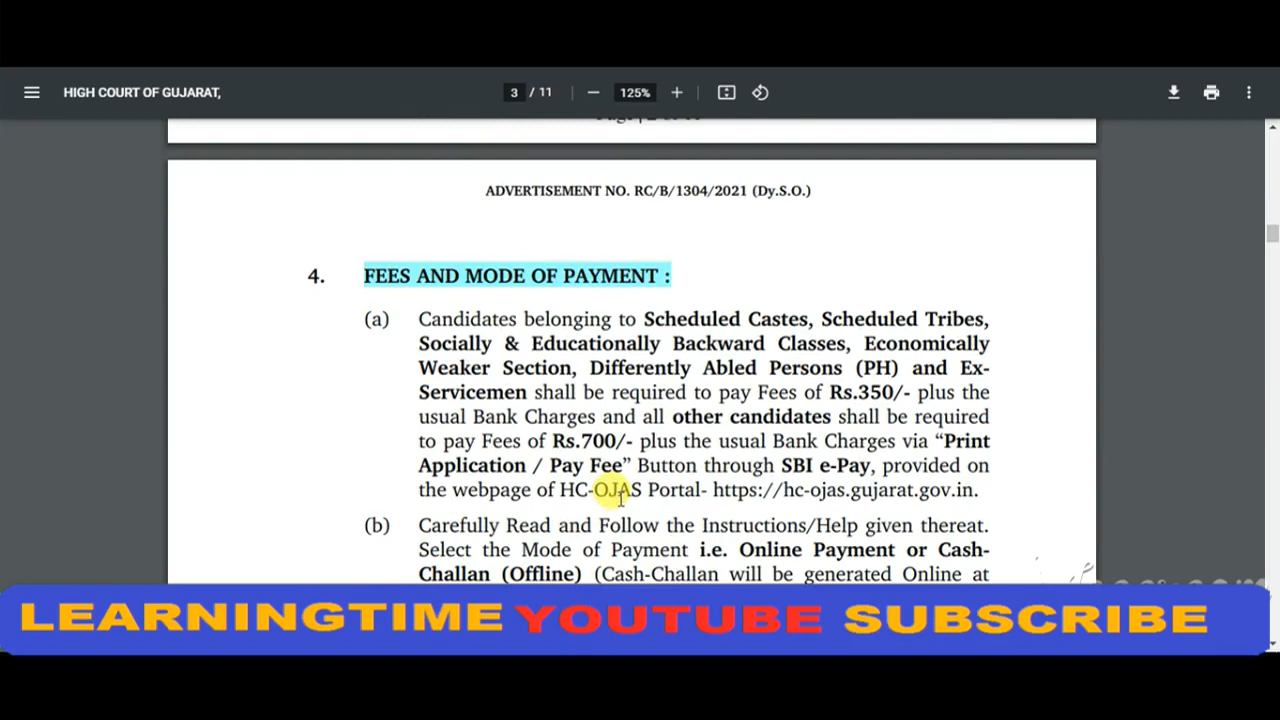 HIGH COURT OF GUJARAT,
3 / 11
125%
ADVERTISEMENT NO. RC/B/1304/2021 (Dy.S.O.)
4. FEES AND MODE OF PAYMENT :
(a) Candidates belonging to Scheduled Castes, Scheduled Tribes,
Socially & Educationally Backward Classes, Economically
Weaker Section, Differently Abled Persons (PH) and Ex-
Servicemen shall be required to pay Fees of Rs.350/- plus the
usual Bank Charges and all other candidates shall be required
to pay Fees of Rs.700/- plus the usual Bank Charges via “Print
Application / Pay Fee” Button through SBI e-Pay, provided on
the webpage of HC-OJAS Portal- https://hc-ojas.gujarat.gov.in.
(b) Carefully Read and Follow the Instructions/Help given thereat.
Select the Mode of Payment i.e. Online Payment or Cash-
Challan (Offline) (Cash-Challan will be generated Online at
LEARNINGTIME YOUTUBE SUBSCRIBE